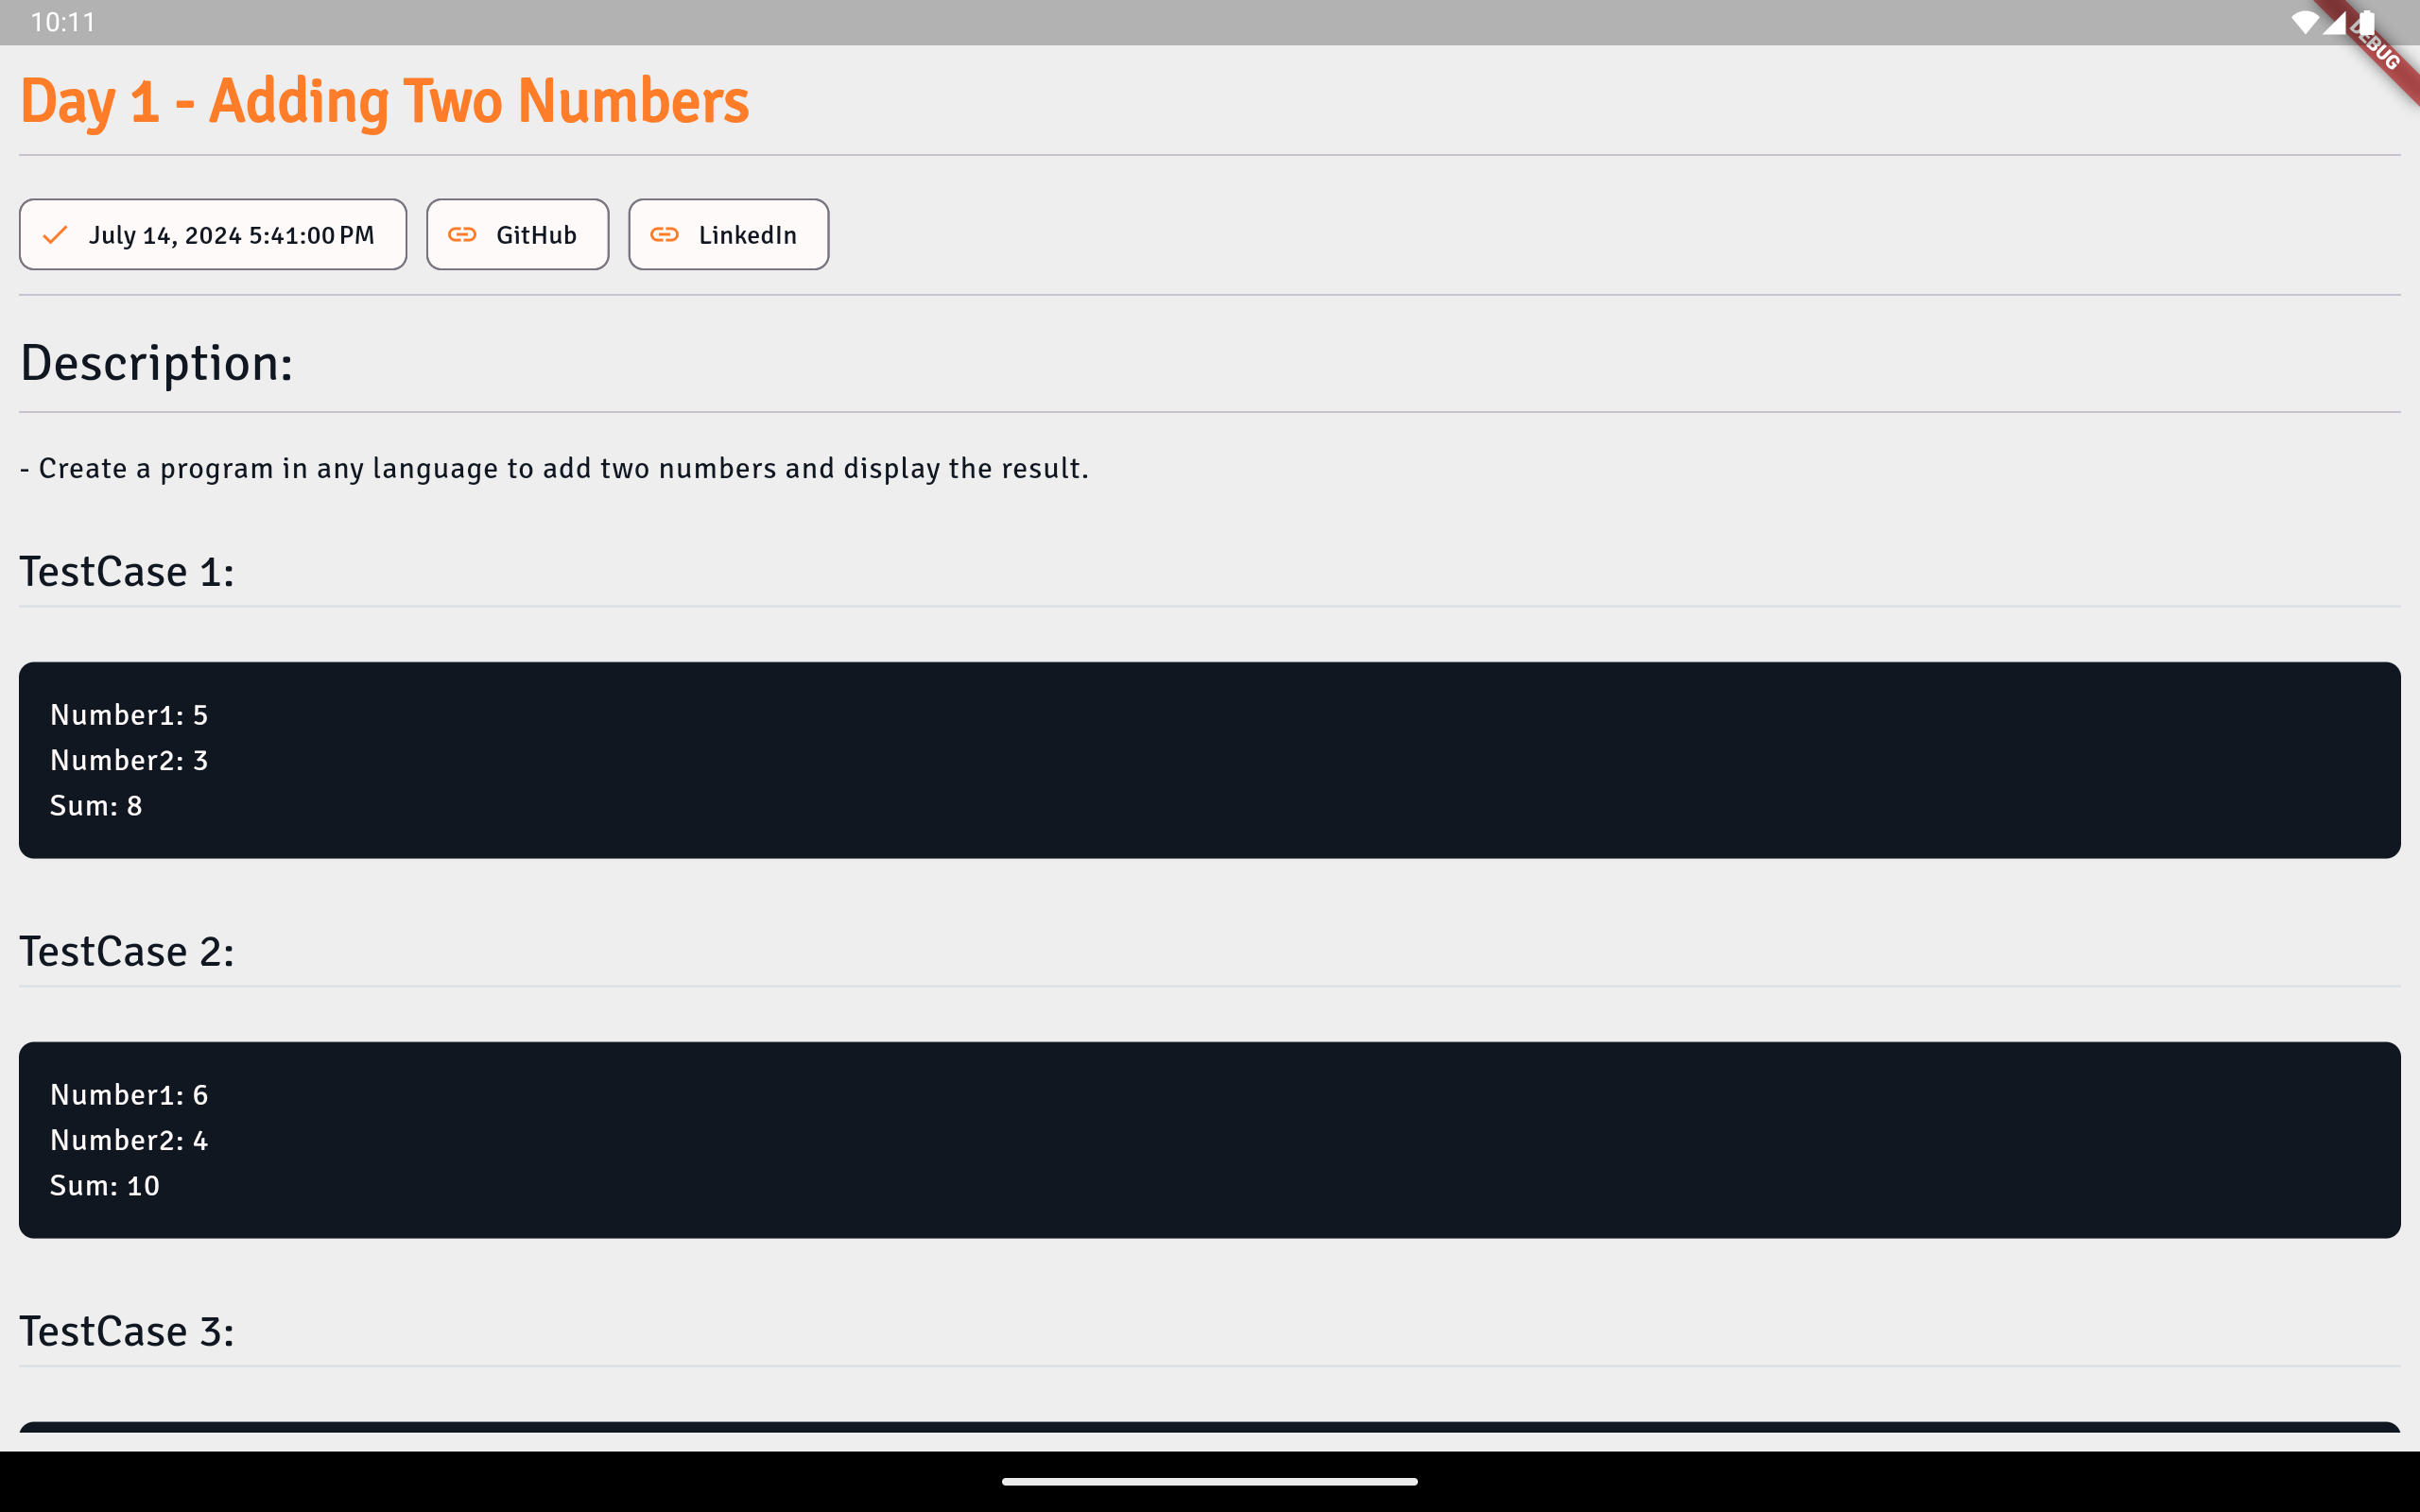 10:11
DEBUG
Day 1 - Adding Two Numbers
July 14, 2024 5:41:00 PM
GitHub
LinkedIn
Description:
- Create a program in any language to add two numbers and display the result.
TestCase 1:
Number1: 5
Number2: 3
Sum: 8
TestCase 2:
Number1: 6
Number2: 4
Sum: 10
TestCase 3: